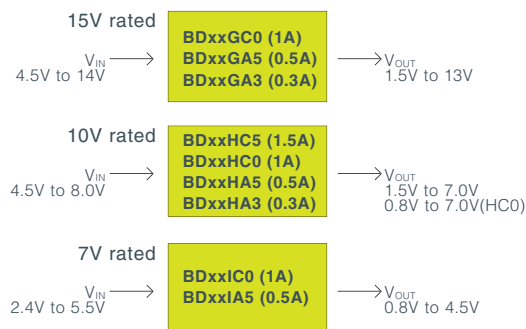 15V rated
BDxxGC0 (1A)
VIN
BDxxGA5 (0.5A)
VOUT
4.5V to 14V
BDxxGA3 (0.3A)
1.5V to 13V
10V rated
BDxxHC5 (1.5A)
VIN
BDxxHC0 (1A)
VOUT
4.5V to 8.0V
BDxxHA5 (0.5A)
1.5V to 7.0V
BDxxHA3 (0.3A)
0.8V to 7.0V(HC0)
7V rated
BDxxIC0 (1A)
VIN
BDxxIA5 (0.5A)
VOUT
2.4V to 5.5V
0.8V to 4.5V